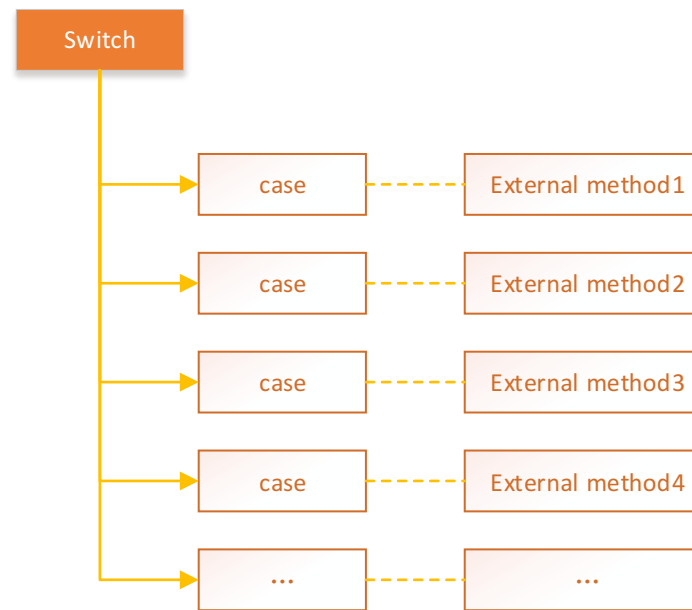 Switch
case
External method1
case
External method2
case
External method3
case
External method4
...
...